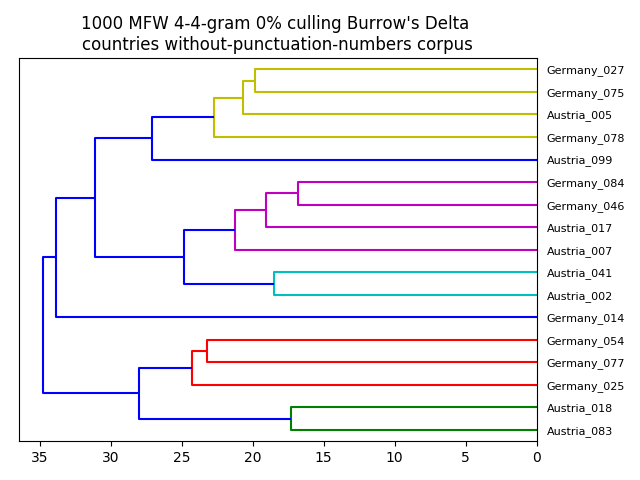 1000 MFW 4-4-gram 0% culling Burrow's Delta
countries without-punctuation-numbers corpus
Germany_027
Germany_075
Austria_005
Germany_078
Austria_099
Germany_084
Germany_046
Austria_017
Austria_007
Austria_041
Austria_002
Germany_014
Germany_054
Germany_077
Germany_025
Austria_018
Austria_083
35 30 25 20 15 10 5 0